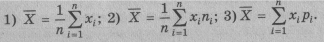 1) X̅ = 1/n ∑_{i=1}^{n} x_i; 2) X̅ = 1/n ∑_{i=1}^{n} x_i n_i; 3) X̅ = ∑_{i=1}^{n} x_i p_i.